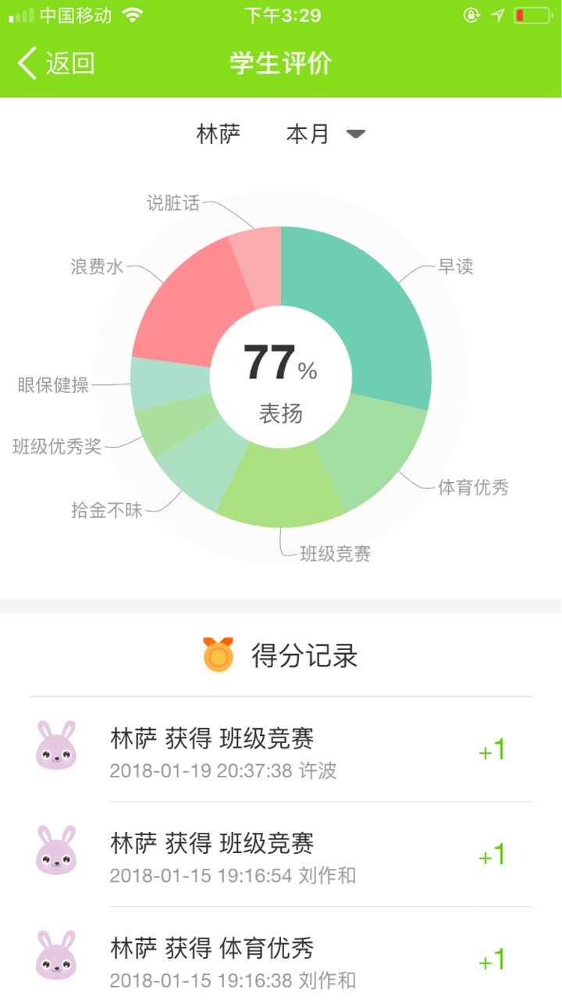 中国移动 下午3:29
返回 学生评价
林萨 本月
说脏话
浪费水 早读
77%
眼保健操
表扬
班级优秀奖
体育优秀
拾金不昧
班级竞赛
得分记录
林萨 获得 班级竞赛
+1
2018-01-19 20:37:38 许波
林萨 获得 班级竞赛
+1
2018-01-15 19:16:54 刘作和
林萨 获得 体育优秀
+1
2018-01-15 19:16:38 刘作和